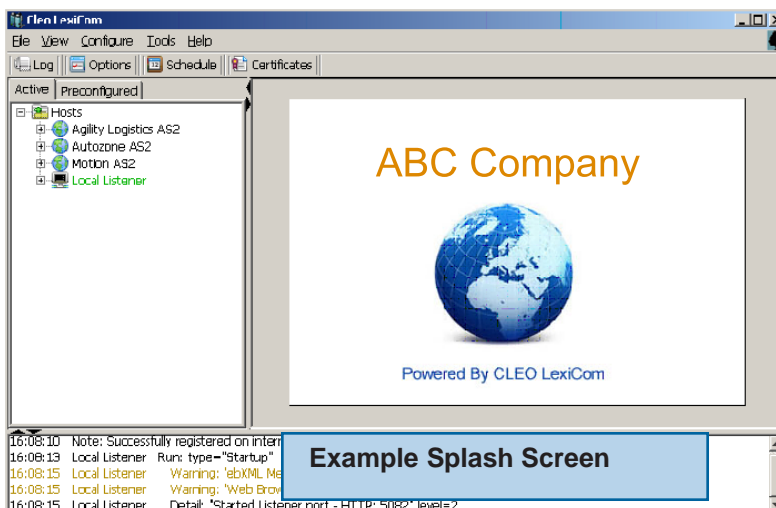 Cleo LexiCom
File View Configure Tools Help
Log Options Schedule Certificates
Active Preconfigured
Hosts
Agility Logistics AS2
Autozone AS2
Motion AS2
Local Listener
ABC Company
Powered By CLEO LexiCom
16:08:10 Note: Successfully registered on
16:08:13 Local Listener Run: type="Startup"
16:08:15 Local Listener Warning: 'ebXML
16:08:15 Local Listener Warning: 'Web
16:08:15 Local Listener Detail: "Started Listener port - HTTP: 5082" level=2
Example Splash Screen